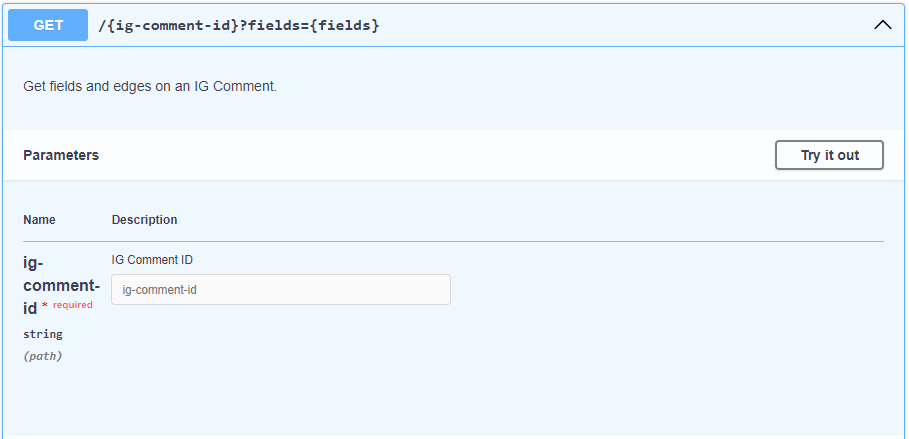 GET /{ig-comment-id}?fields={fields}
Get fields and edges on an IG Comment.
Parameters Try it out
Name Description
ig-comment-id * required
IG Comment ID
ig-comment-id
string
(path)